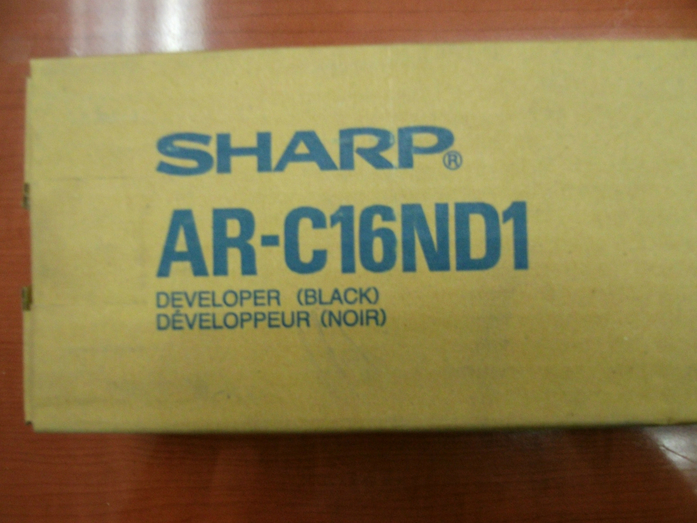 SHARP®
AR-C16ND1
DEVELOPER (BLACK)
DÉVELOPPEUR (NOIR)